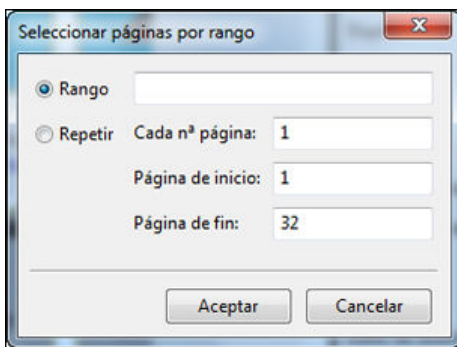 Seleccionar páginas por rango
Rango
Repetir Cada nª página: 1
Página de inicio: 1
Página de fin: 32
Aceptar Cancelar